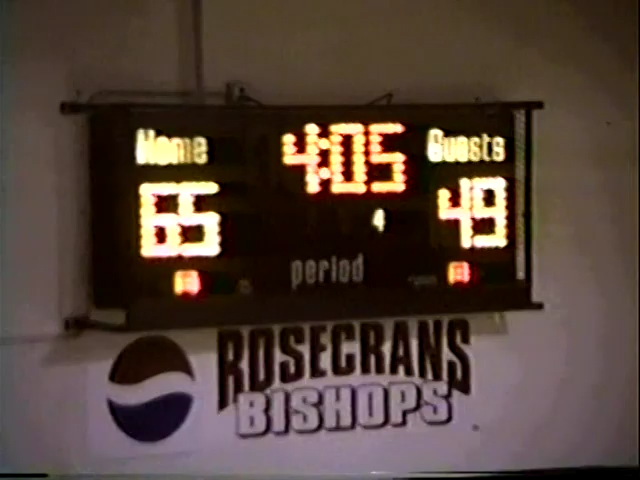 Home 4:05 Guests
65 4 49
period
ROSECRANS
BISHOPS